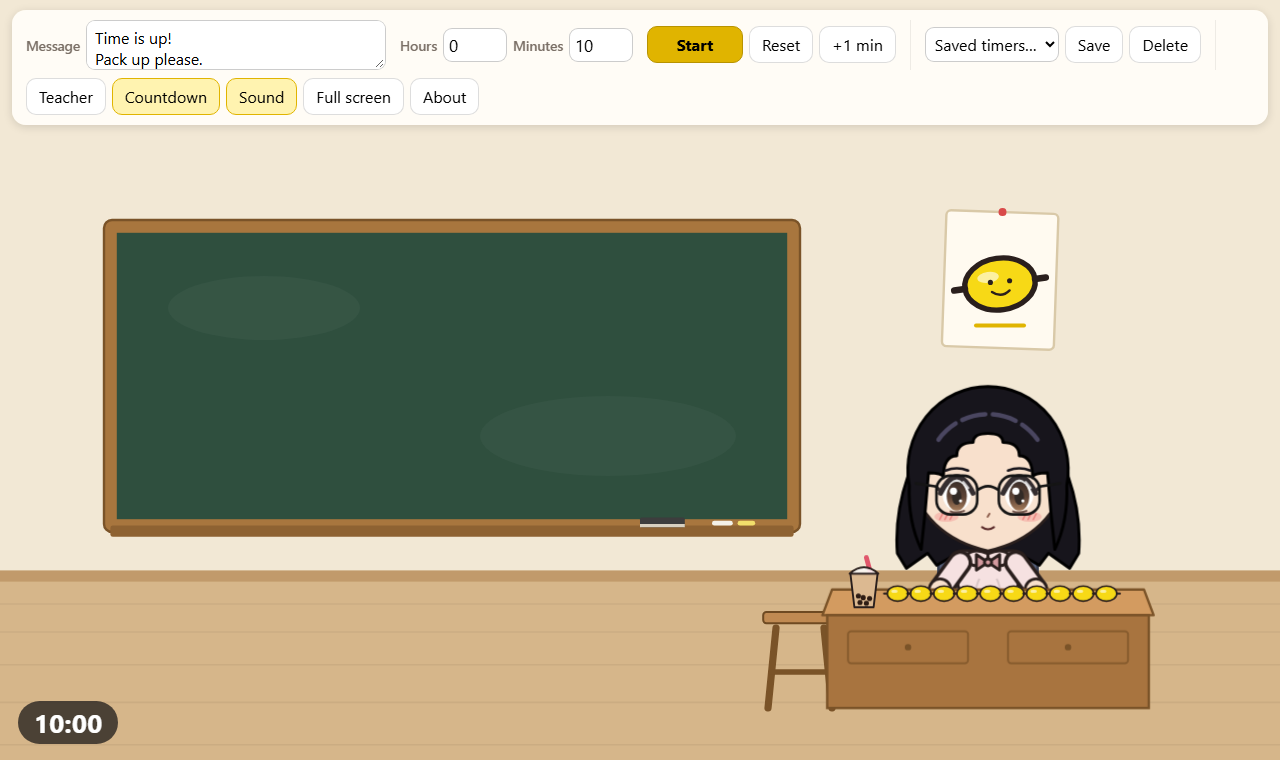 Message
Time is up!
Pack up please.
Hours 0 Minutes 10 Start Reset +1 min Saved timers... Save Delete
Teacher Countdown Sound Full screen About
10:00